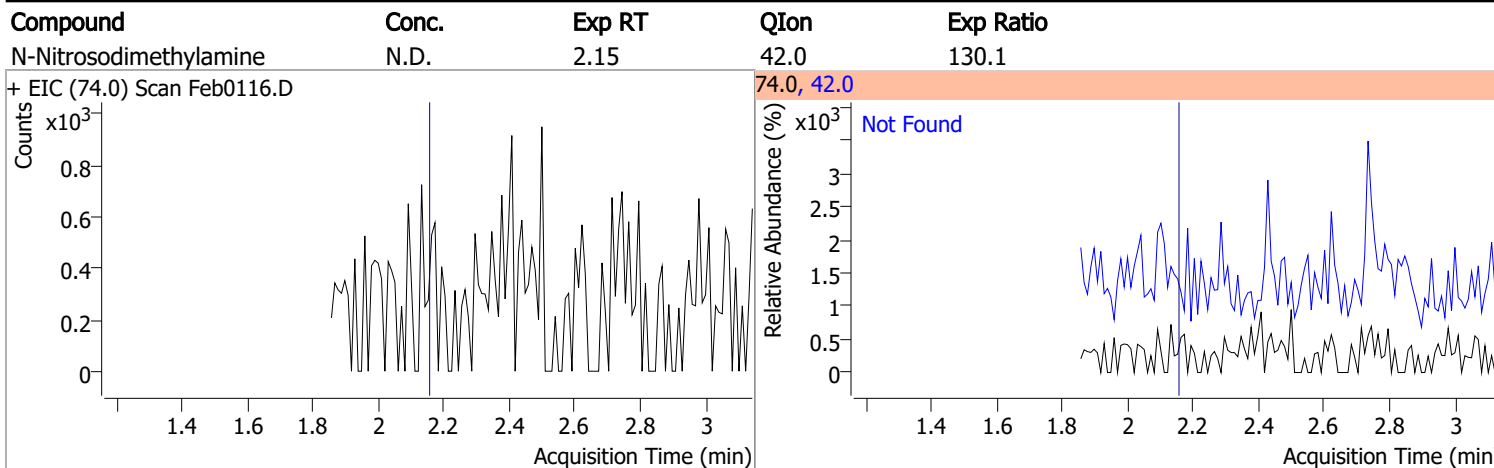 Compound Conc. Exp RT QIon Exp Ratio
N-Nitrosodimethylamine N.D. 2.15 42.0 130.1
+ EIC (74.0) Scan Feb0116.D
Counts
x10³
0.8
0.6
0.4
0.2
0
1.4 1.6 1.8 2 2.2 2.4 2.6 2.8 3
Acquisition Time (min)
74.0, 42.0
Relative Abundance (%)
x10³
Not Found
3
2.5
2
1.5
1
0.5
0
1.4 1.6 1.8 2 2.2 2.4 2.6 2.8 3
Acquisition Time (min